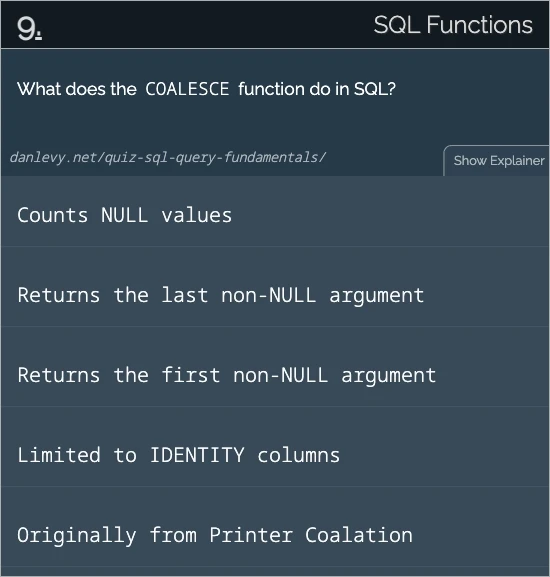 9.
SQL Functions
What does the COALESCE function do in SQL?
danlevy.net/quiz-sql-query-fundamentals/
Show Explainer
Counts NULL values
Returns the last non-NULL argument
Returns the first non-NULL argument
Limited to IDENTITY columns
Originally from Printer Coalation